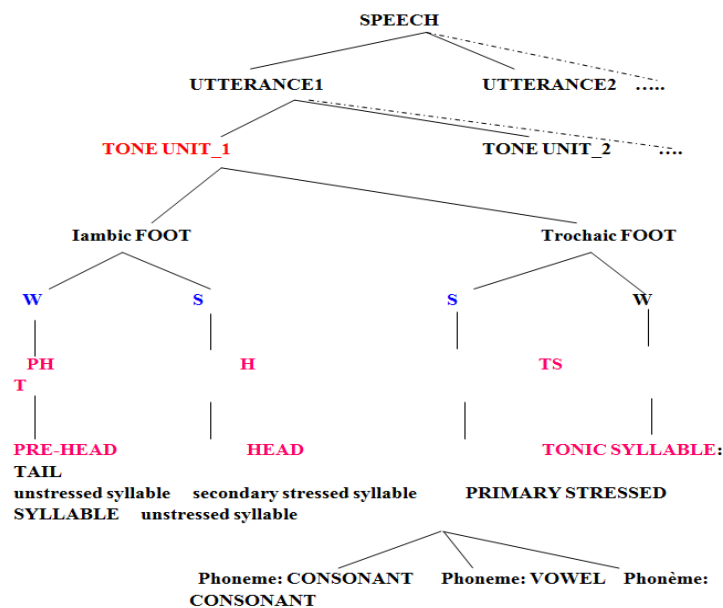 SPEECH
UTTERANCE1 UTTERANCE2 .....
TONE UNIT_1 TONE UNIT_2 ....
Iambic FOOT Trochaic FOOT
W S S W
PH H TS
T
PRE-HEAD HEAD TONIC SYLLABLE:
TAIL
unstressed syllable secondary stressed syllable PRIMARY STRESSED
SYLLABLE unstressed syllable
Phoneme: CONSONANT Phoneme: VOWEL Phonème:
CONSONANT